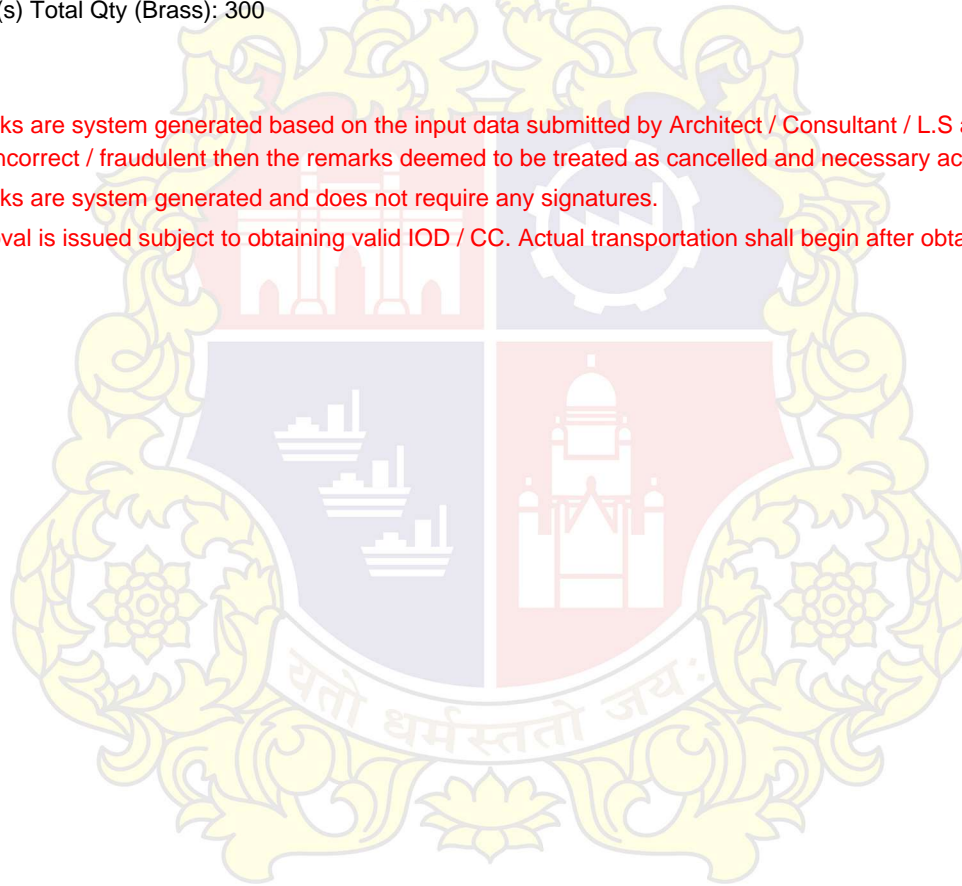 (s) Total Qty (Brass): 300
ks are system generated based on the input data submitted by Architect / Consultant / L.S a
ncorrect / fraudulent then the remarks deemed to be treated as cancelled and necessary ac
ks are system generated and does not require any signatures.
oval is issued subject to obtaining valid IOD / CC. Actual transportation shall begin after obta
यतो धर्मस्ततो जय: